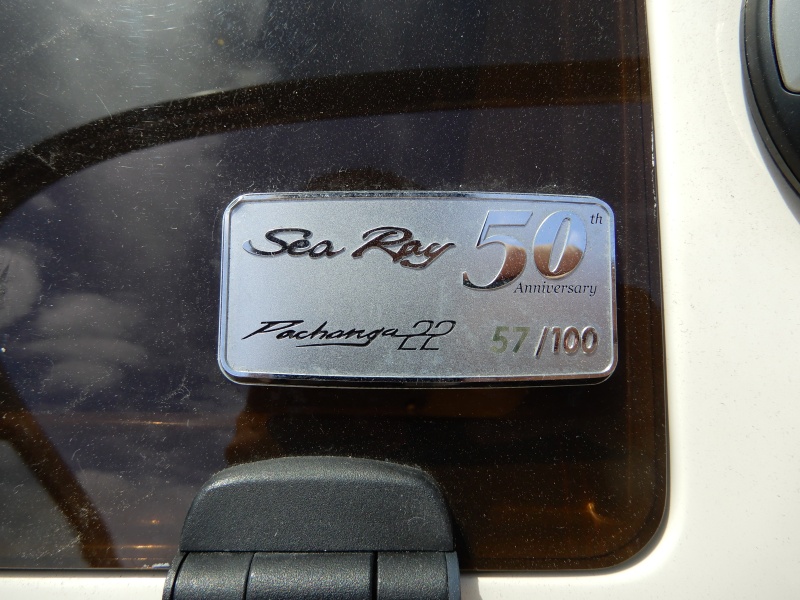 Sea Ray 50th
Anniversary
Pachanga 22 57/100